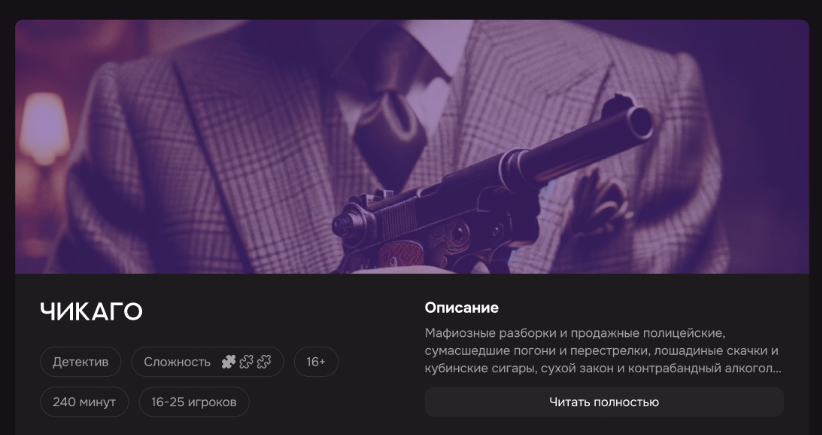 ЧИКАГО
Детектив
Сложность
16+
240 минут
16-25 игроков
Описание
Мафиозные разборки и продажные полицейские,
сумасшедшие погони и перестрелки, лошадиные скачки и
кубинские сигары, сухой закон и контрабандный алкогол...
Читать полностью